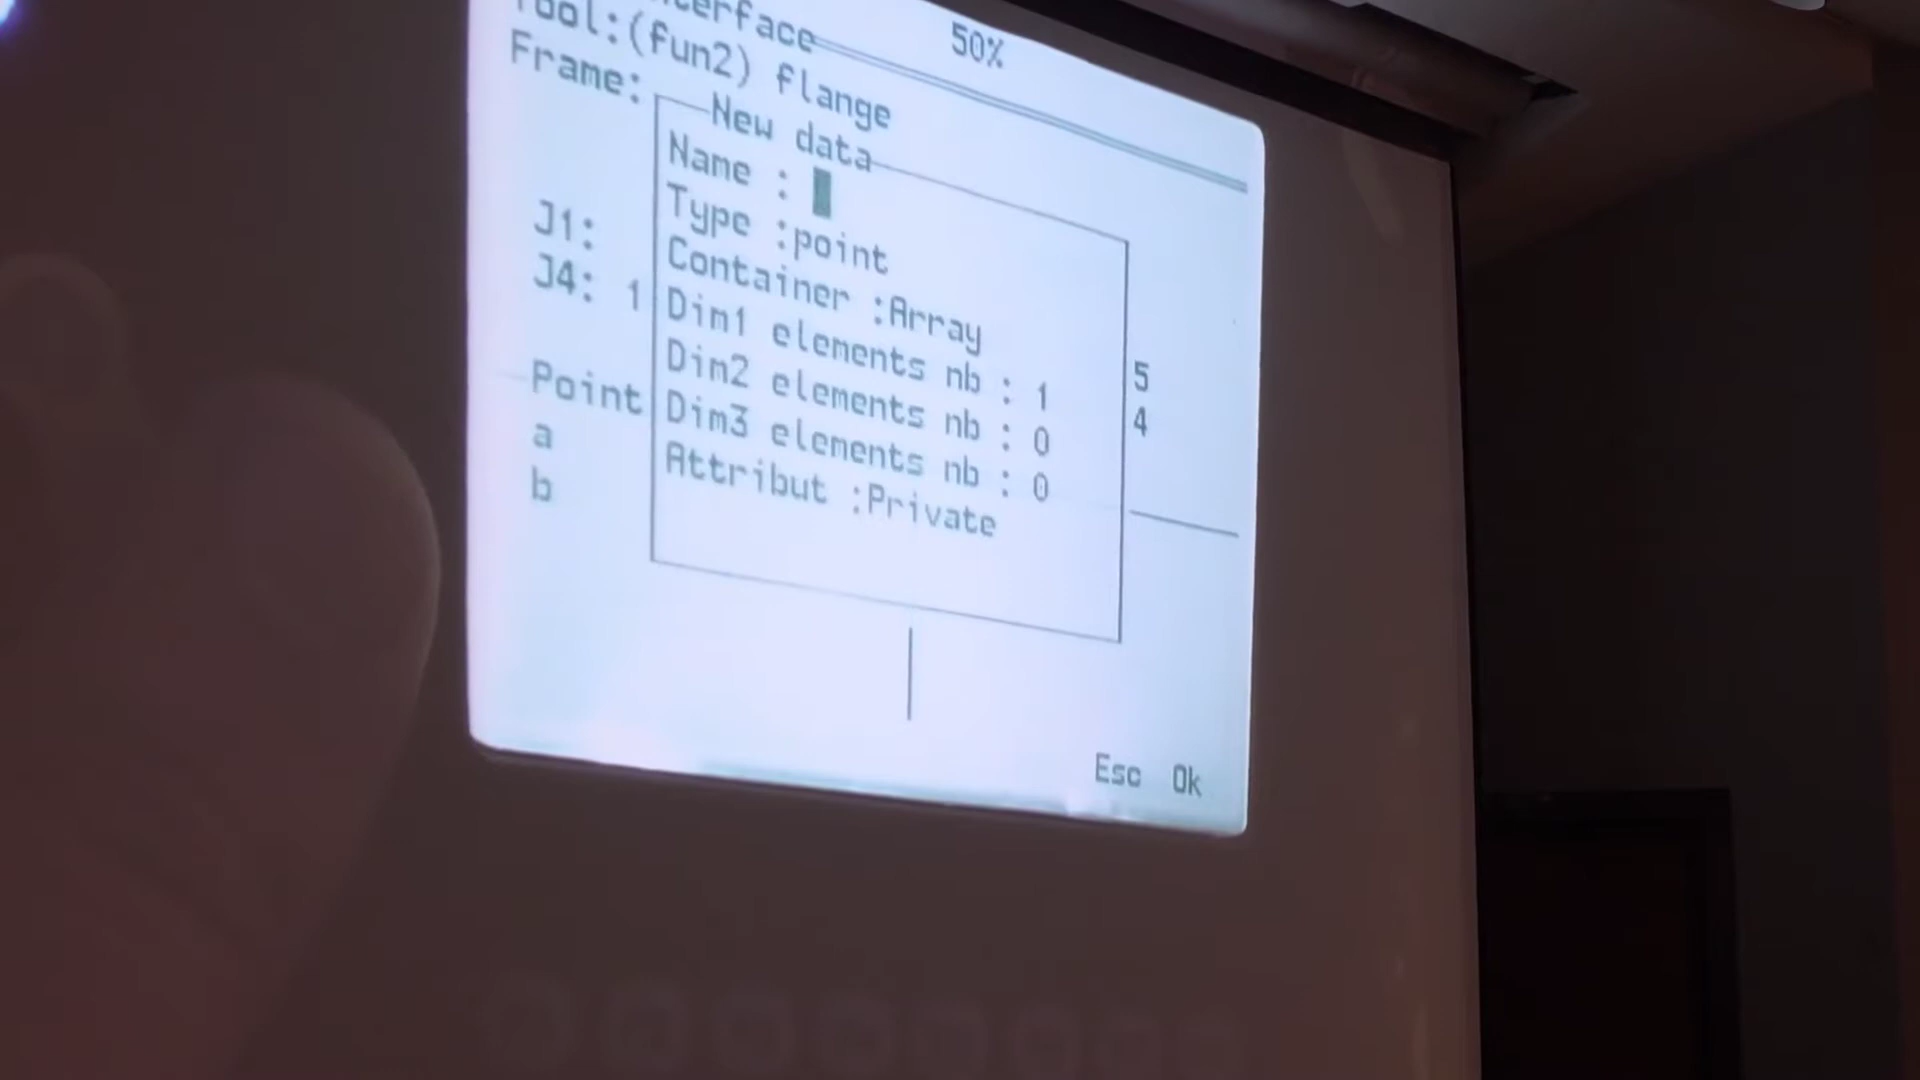 terface 50%
Tool:(fun2) flange
Frame:
New data
Name :
Type :point
Container :Array
Dim1 elements nb : 1
Dim2 elements nb : 0
Dim3 elements nb : 0
Attribut :Private
J1:
J4: 1
5
4
Point
a
b
Esc Ok